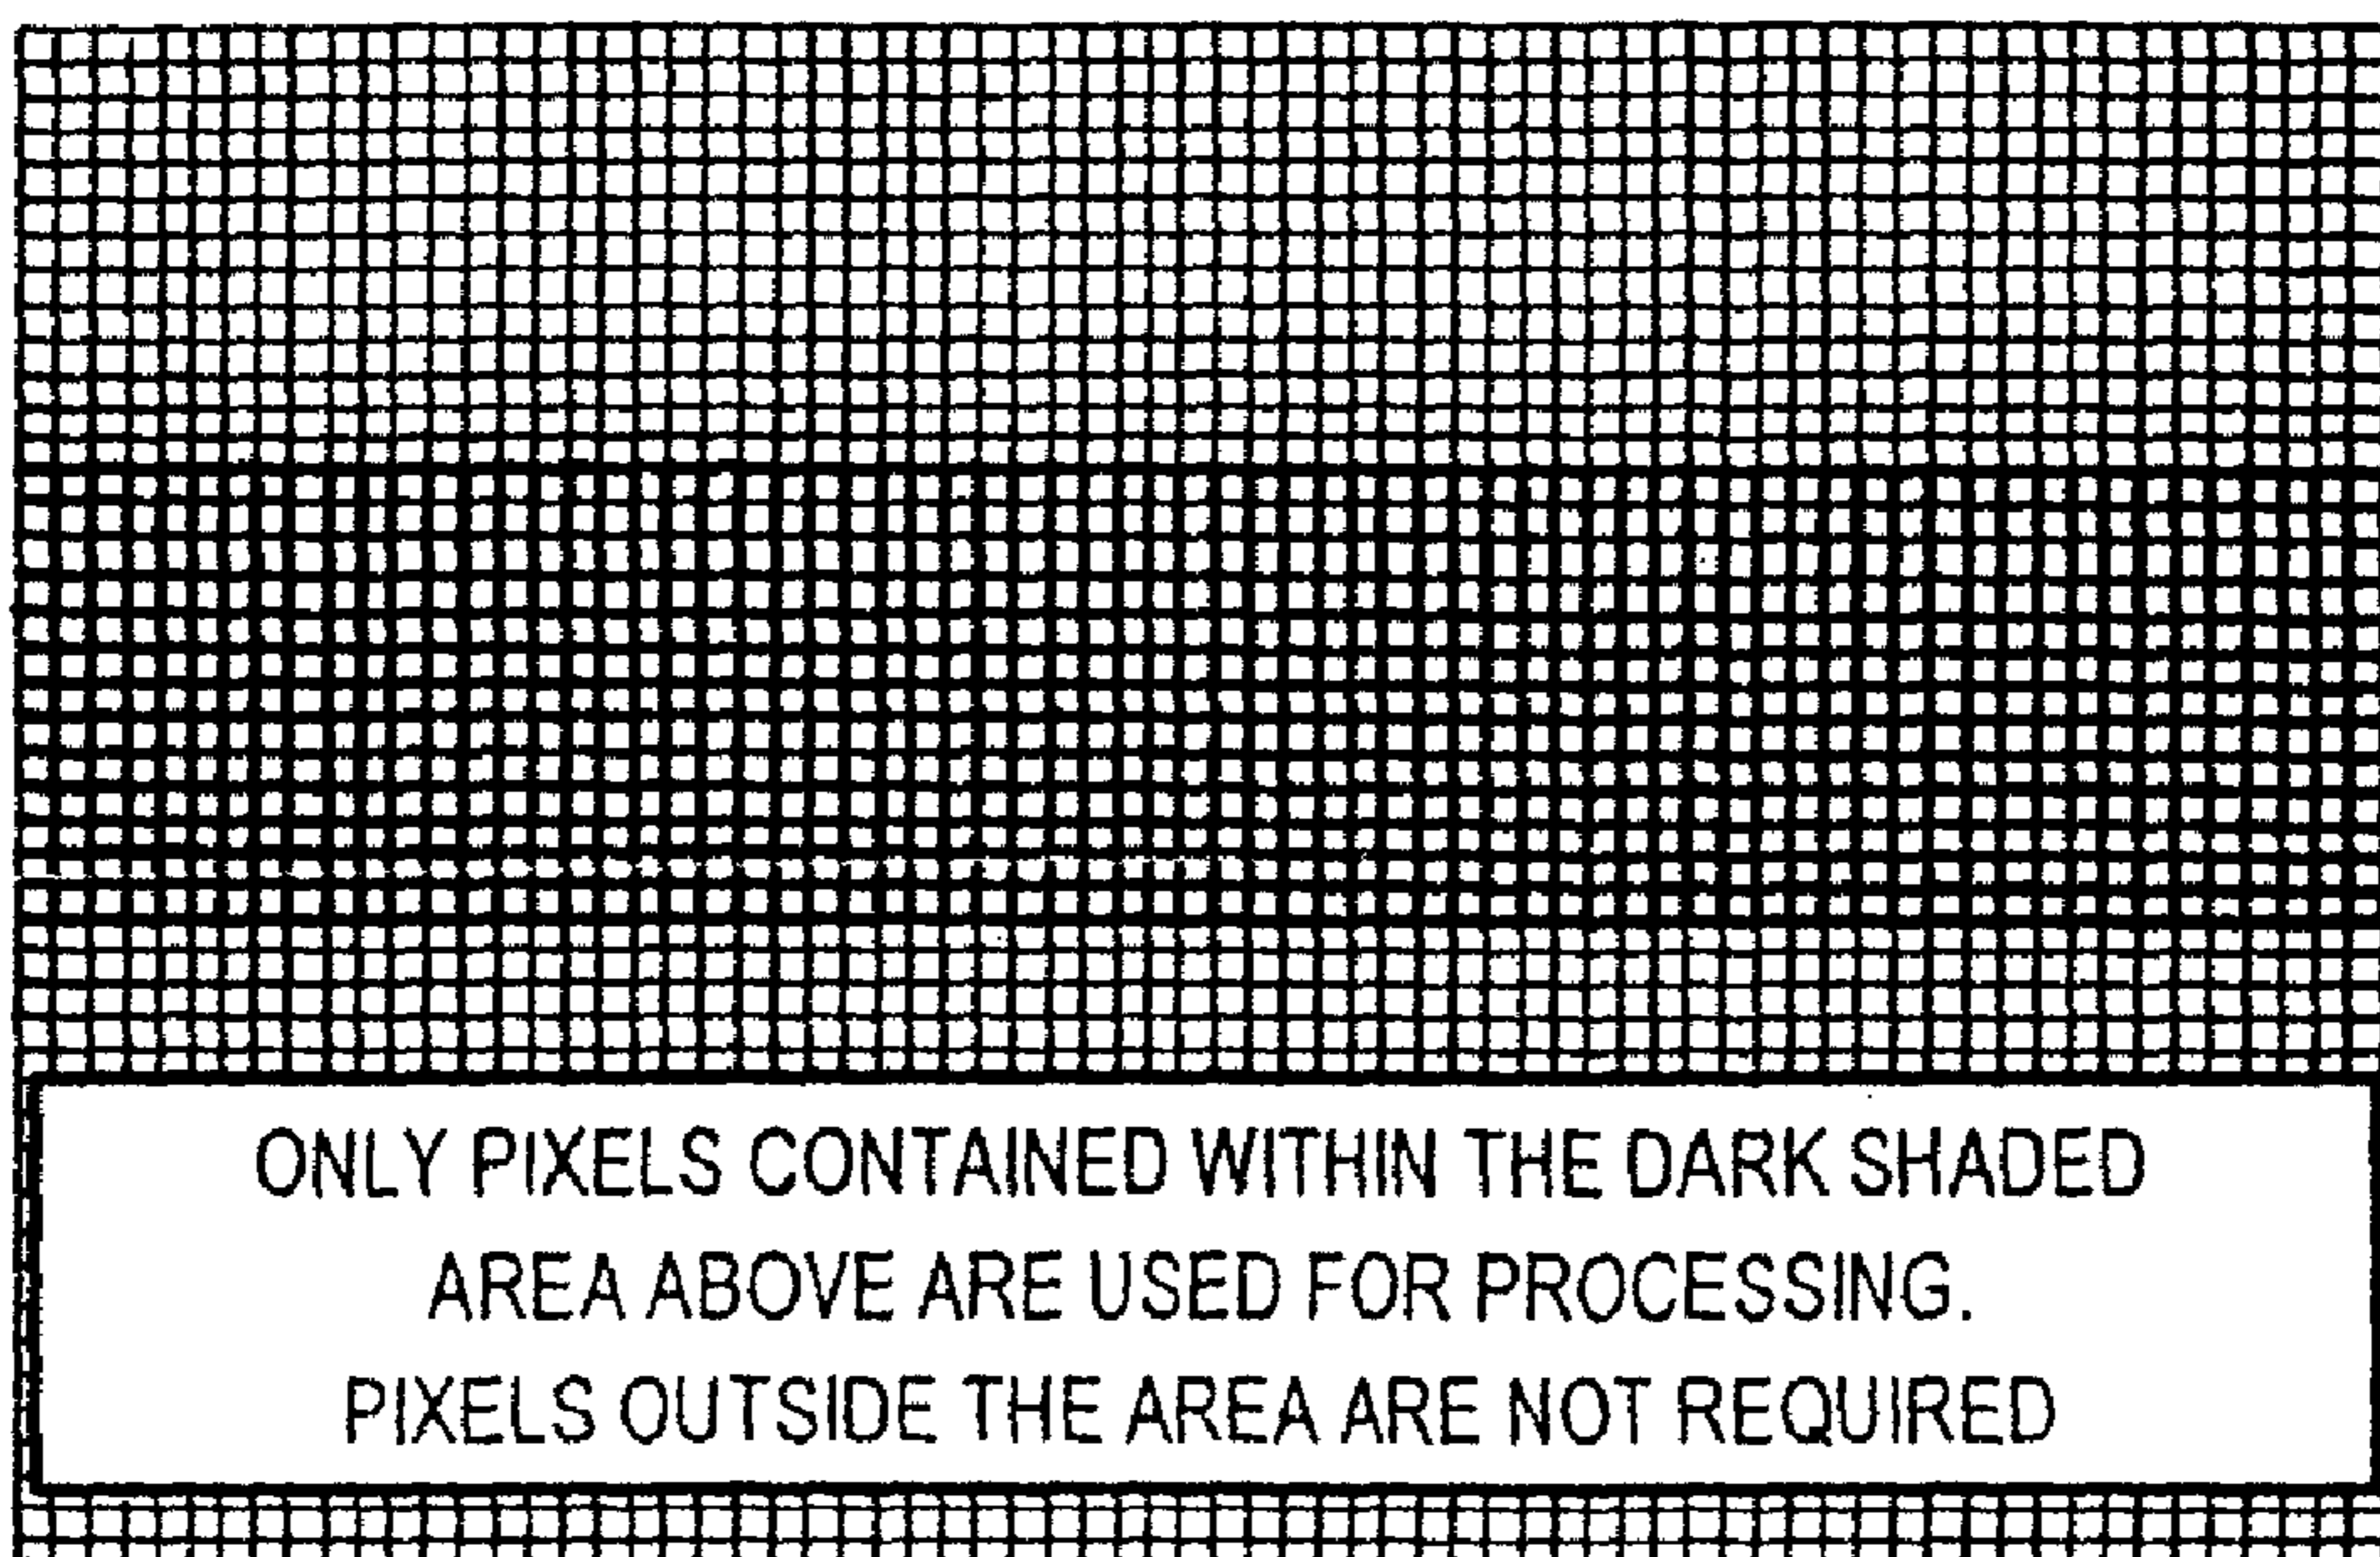 ONLY PIXELS CONTAINED WITHIN THE DARK SHADED
AREA ABOVE ARE USED FOR PROCESSING.
PIXELS OUTSIDE THE AREA ARE NOT REQUIRED